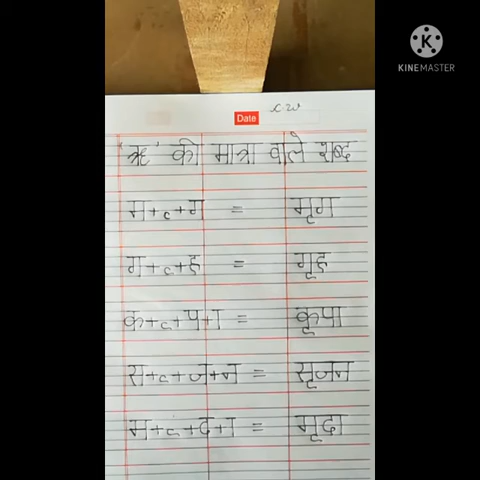 K
KINEMASTER
Date C.W
'ऋ' की मात्रा वाले शब्द
म + ृ + ग = मृग
ग + ृ + ह = गृह
क + ृ + प + ा = कृपा
स + ृ + ज + न = सृजन
म + ृ + द + ा = मृदा